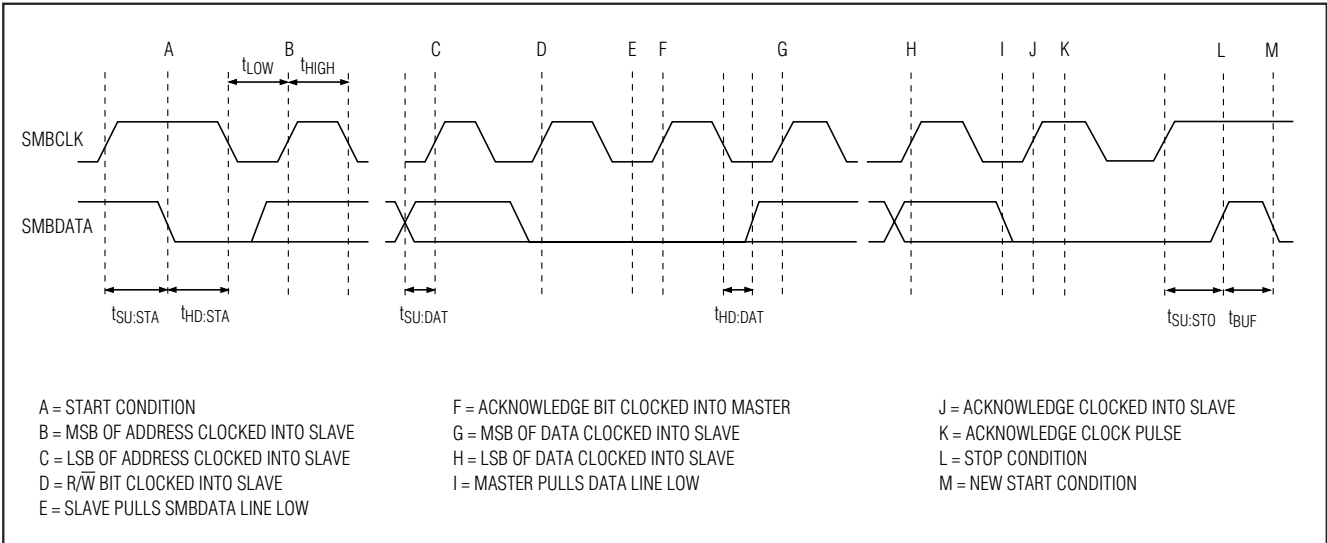 A B C D E F G H I J K L M
tLOW tHIGH
SMBCLK
SMBDATA
tSU:STA tHD:STA tSU:DAT tHD:DAT tSU:STO tBUF
A = START CONDITION
B = MSB OF ADDRESS CLOCKED INTO SLAVE
C = LSB OF ADDRESS CLOCKED INTO SLAVE
D = R/W̅ BIT CLOCKED INTO SLAVE
E = SLAVE PULLS SMBDATA LINE LOW
F = ACKNOWLEDGE BIT CLOCKED INTO MASTER
G = MSB OF DATA CLOCKED INTO SLAVE
H = LSB OF DATA CLOCKED INTO SLAVE
I = MASTER PULLS DATA LINE LOW
J = ACKNOWLEDGE CLOCKED INTO SLAVE
K = ACKNOWLEDGE CLOCK PULSE
L = STOP CONDITION
M = NEW START CONDITION